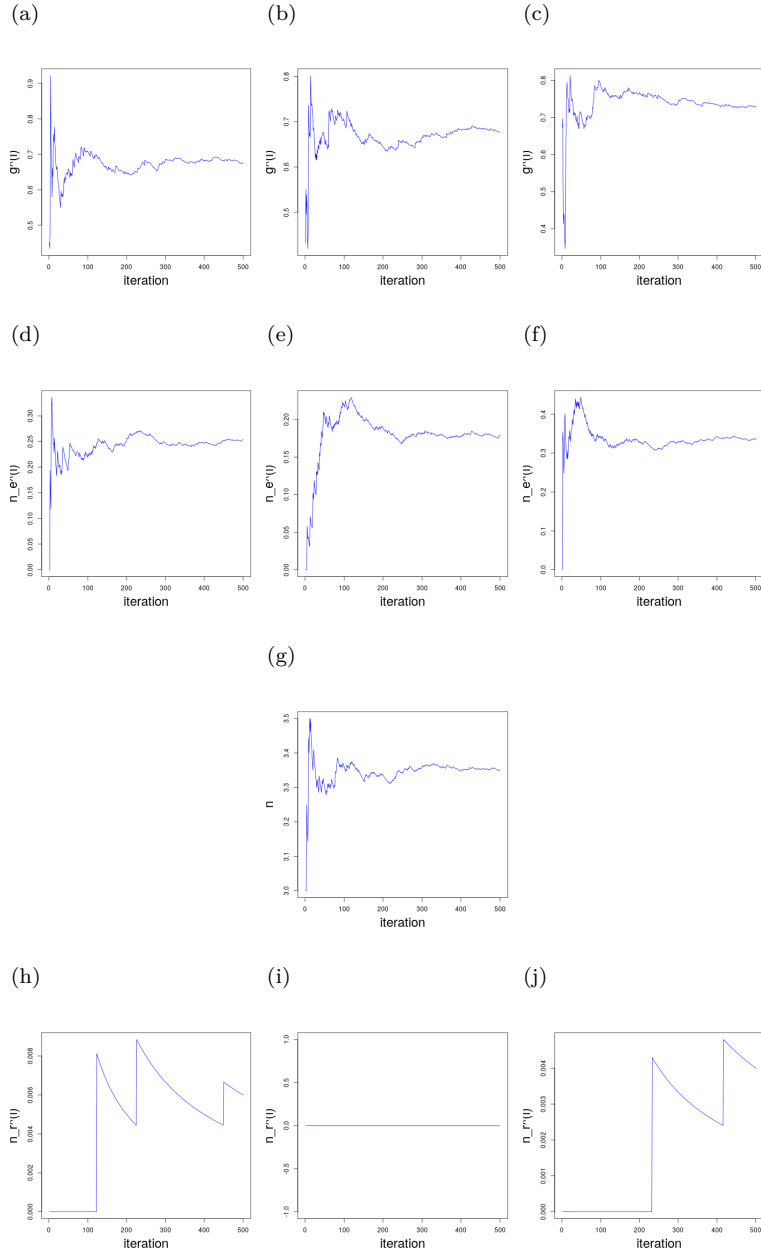 (a) (b) (c)
g^(l)
0.5 0.6 0.7 0.8 0.9
0 100 200 300 400 500
iteration
g^(l)
0.5 0.6 0.7 0.8
0 100 200 300 400 500
iteration
g^(l)
0.4 0.5 0.6 0.7 0.8
0 100 200 300 400 500
iteration
(d) (e) (f)
n_e^(l)
0.00 0.05 0.10 0.15 0.20 0.25 0.30
0 100 200 300 400 500
iteration
n_e^(l)
0.00 0.05 0.10 0.15 0.20
0 100 200 300 400 500
iteration
n_e^(l)
0.0 0.1 0.2 0.3 0.4
0 100 200 300 400 500
iteration
(g)
n
3.0 3.1 3.2 3.3 3.4 3.5
0 100 200 300 400 500
iteration
(h) (i) (j)
n_r^(l)
0.000 0.002 0.004 0.006 0.008
0 100 200 300 400 500
iteration
n_r^(l)
-1.0 -0.5 0.0 0.5 1.0
0 100 200 300 400 500
iteration
n_r^(l)
0.000 0.001 0.002 0.003 0.004
0 100 200 300 400 500
iteration